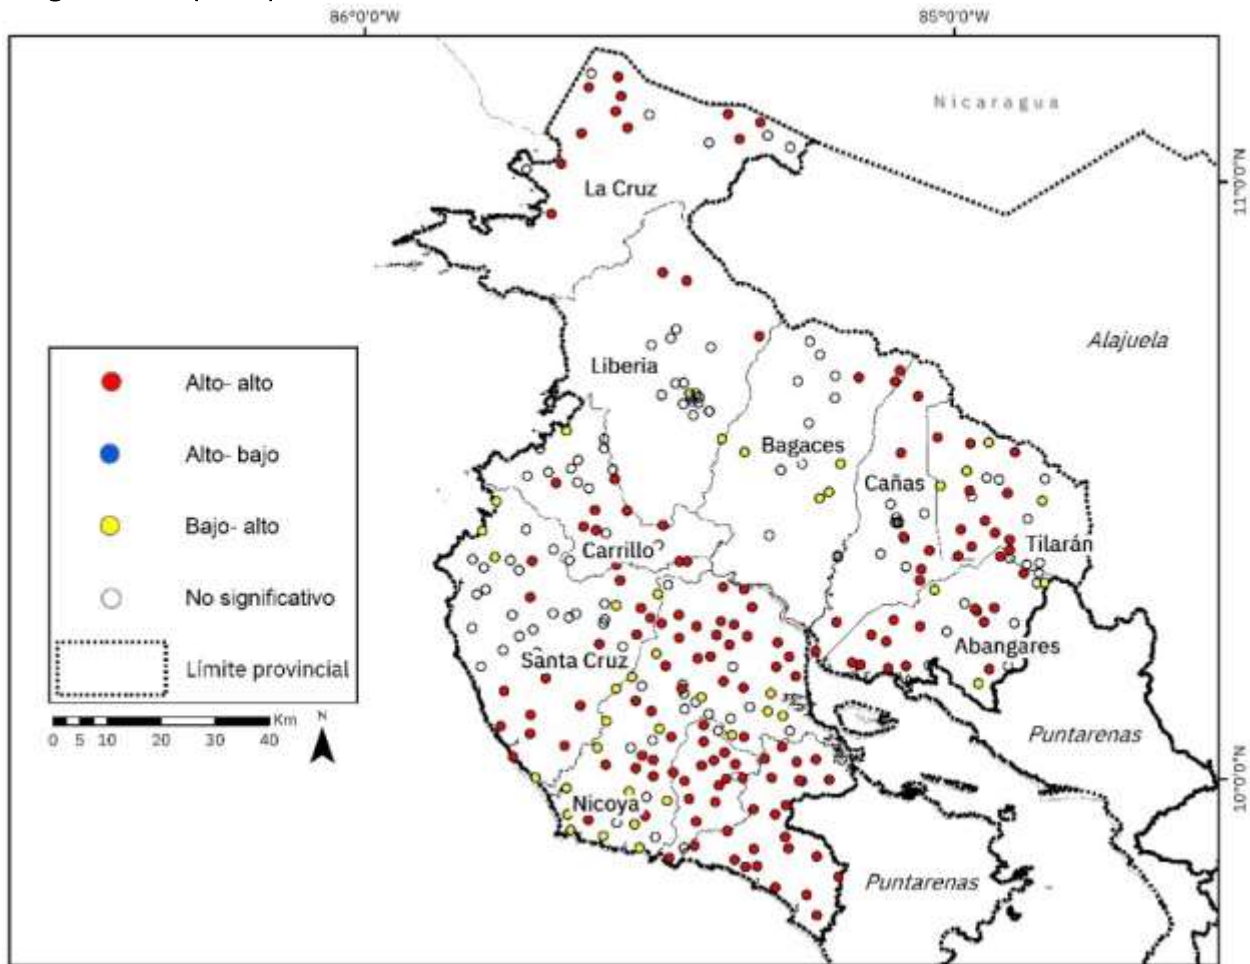 86°0'0"W 85°0'0"W
Nicaragua
11°0'0"N
La Cruz
Alajuela
Liberia
Alto- alto
Bagaces
Alto- bajo
Cañas
Bajo- alto
Tilarán
Carrillo
No significativo
Abangares
Santa Cruz
Límite provincial
Km
N
0 5 10 20 30 40
Puntarenas
10°0'0"N
Nicoya
Puntarenas